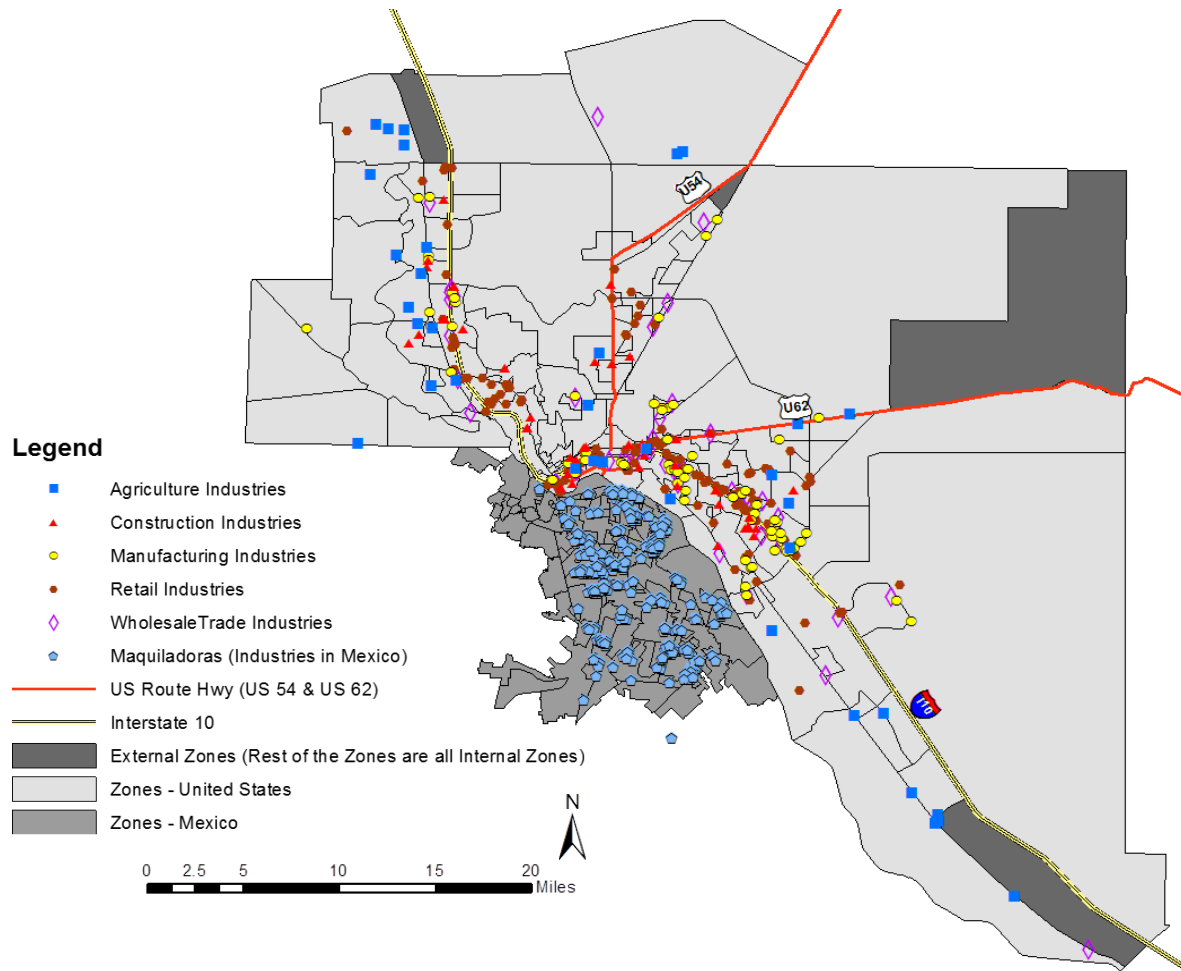 U54
U62
Legend
Agriculture Industries
Construction Industries
Manufacturing Industries
Retail Industries
WholesaleTrade Industries
Maquiladoras (Industries in Mexico)
US Route Hwy (US 54 & US 62)
I10
Interstate 10
External Zones (Rest of the Zones are all Internal Zones)
Zones - United States
Zones - Mexico
N
0 2.5 5 10 15 20
Miles